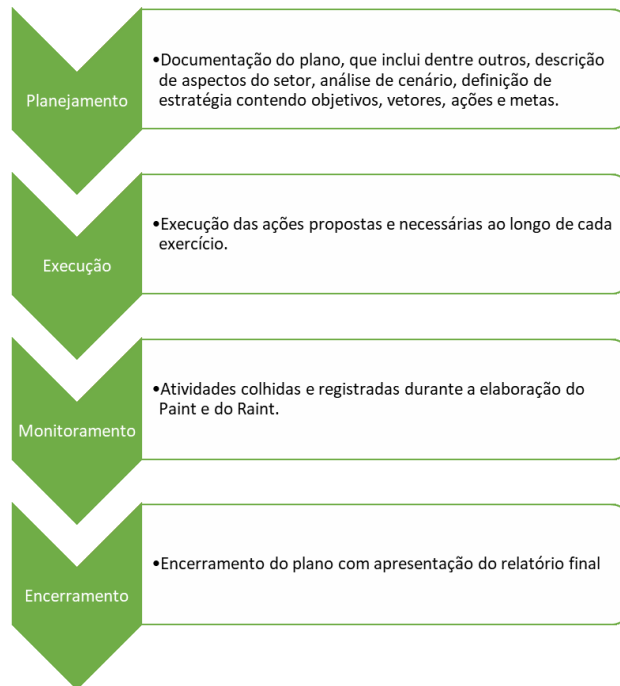 Planejamento
•Documentação do plano, que inclui dentre outros, descrição
de aspectos do setor, análise de cenário, definição de
estratégia contendo objetivos, vetores, ações e metas.
Execução
•Execução das ações propostas e necessárias ao longo de cada
exercício.
Monitoramento
•Atividades colhidas e registradas durante a elaboração do
Paint e do Raint.
Encerramento
•Encerramento do plano com apresentação do relatório final